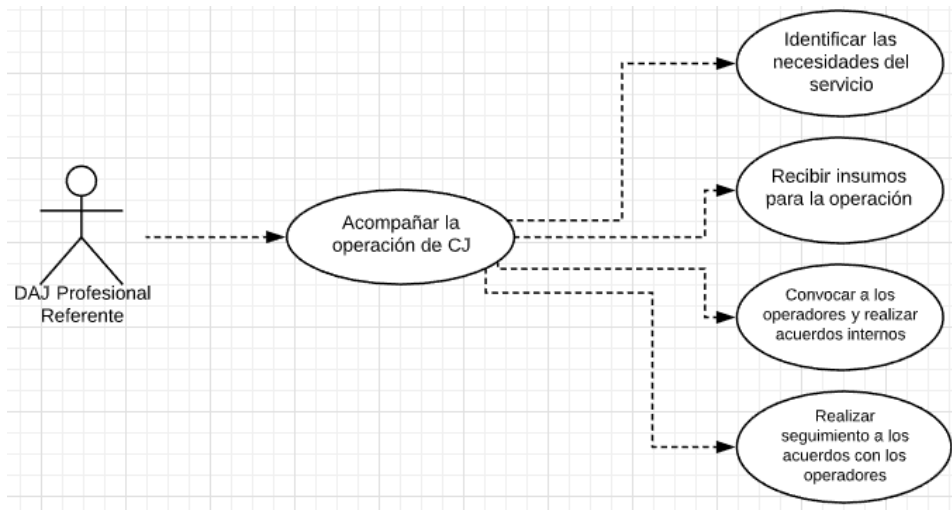 Identificar las
necesidades del
servicio
Recibir insumos
para la operación
Acompañar la
operación de CJ
DAJ Profesional
Referente
Convocar a los
operadores y realizar
acuerdos internos
Realizar
seguimiento a los
acuerdos con los
operadores